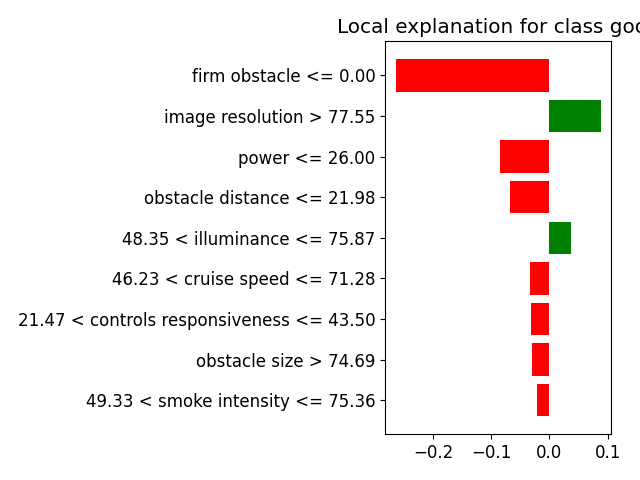 Local explanation for class goo
firm obstacle <= 0.00
image resolution > 77.55
power <= 26.00
obstacle distance <= 21.98
48.35 < illuminance <= 75.87
46.23 < cruise speed <= 71.28
21.47 < controls responsiveness <= 43.50
obstacle size > 74.69
49.33 < smoke intensity <= 75.36
−0.2 −0.1 0.0 0.1